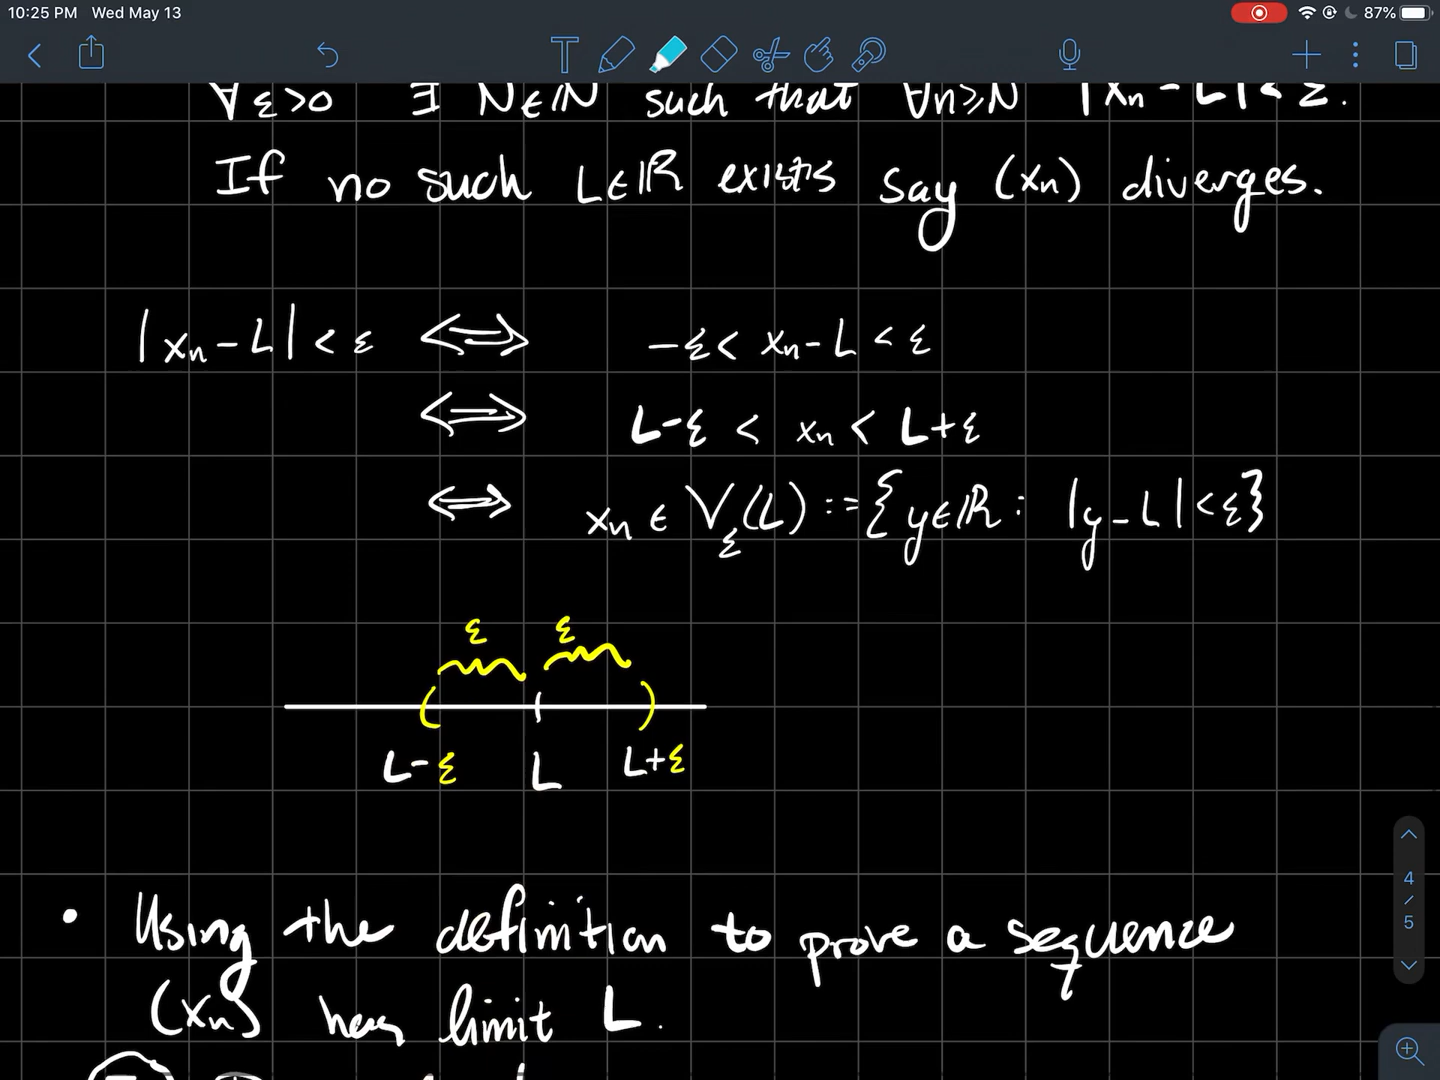 10:25 PM Wed May 13
87%
T
∀ε>0 ∃ N∈ℕ such that ∀n≥N |xₙ-L|<ε.
If no such L∈ℝ exists say (xₙ) diverges.
|xₙ-L|<ε ⟺ -ε< xₙ-L <ε
⟺ L-ε < xₙ < L+ε
⟺ xₙ ∈ V_ε(L) := {y∈ℝ : |y-L|<ε}
ε ε
L-ε L L+ε
4
/
5
• Using the definition to prove a sequence
(xₙ) has limit L.